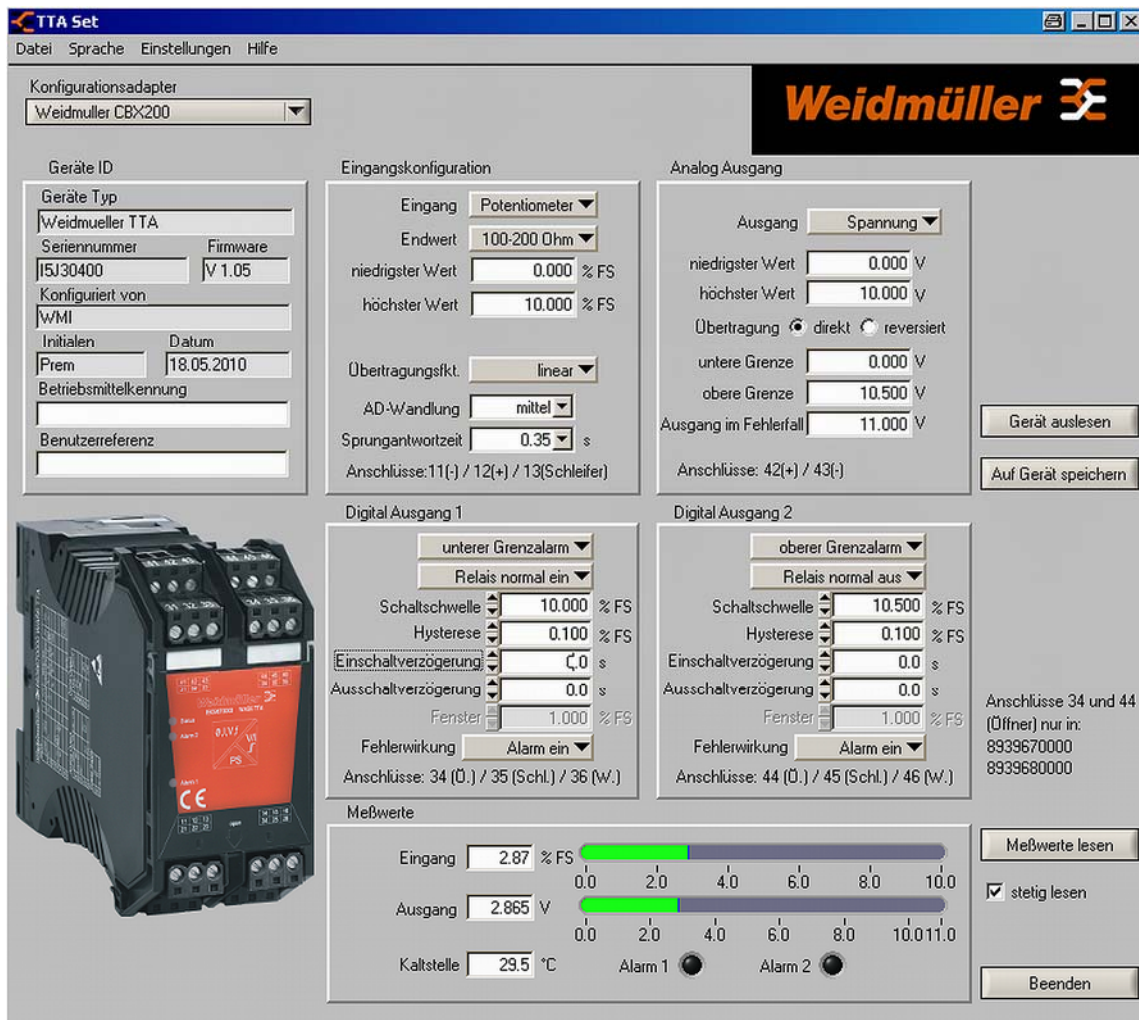 TTA Set
Datei Sprache Einstellungen Hilfe
Konfigurationsadapter
Weidmuller CBX200
Weidmüller
Geräte ID
Geräte Typ
Weidmueller TTA
Seriennummer Firmware
I5J30400 V 1.05
Konfiguriert von
WMI
Initialen Datum
Prem 18.05.2010
Betriebsmittelkennung
Benutzerreferenz
Eingangskonfiguration
Eingang Potentiometer
Endwert 100-200 Ohm
niedrigster Wert 0.000 % FS
höchster Wert 10.000 % FS
Übertragungsfkt. linear
AD-Wandlung mittel
Sprungantwortzeit 0.35 s
Anschlüsse:11(-) / 12(+) / 13(Schleifer)
Analog Ausgang
Ausgang Spannung
niedrigster Wert 0.000 V
höchster Wert 10.000 V
Übertragung direkt reversiert
untere Grenze 0.000 V
obere Grenze 10.500 V
Ausgang im Fehlerfall 11.000 V
Anschlüsse: 42(+) / 43(-)
Gerät auslesen
Auf Gerät speichern
Digital Ausgang 1
unterer Grenzalarm
Relais normal ein
Schaltschwelle 10.000 % FS
Hysterese 0.100 % FS
Einschaltverzögerung .0 s
Ausschaltverzögerung 0.0 s
Fenster 1.000 % FS
Fehlerwirkung Alarm ein
Anschlüsse: 34 (Ö.) / 35 (Schl.) / 36 (W.)
Digital Ausgang 2
oberer Grenzalarm
Relais normal aus
Schaltschwelle 10.500 % FS
Hysterese 0.100 % FS
Einschaltverzögerung 0.0 s
Ausschaltverzögerung 0.0 s
Fenster 1.000 % FS
Fehlerwirkung Alarm ein
Anschlüsse: 44 (Ö.) / 45 (Schl.) / 46 (W.)
Anschlüsse 34 und 44
(Öffner) nur in:
8939670000
8939680000
Weidmüller
Status
Alarm 2
Alarm 1
PS
CE
Meßwerte
Eingang 2.87 % FS
0.0 2.0 4.0 6.0 8.0 10.0
Ausgang 2.865 V
0.0 2.0 4.0 6.0 8.0 10.011.0
Kaltstelle 29.5 °C Alarm 1 Alarm 2
Meßwerte lesen
stetig lesen
Beenden